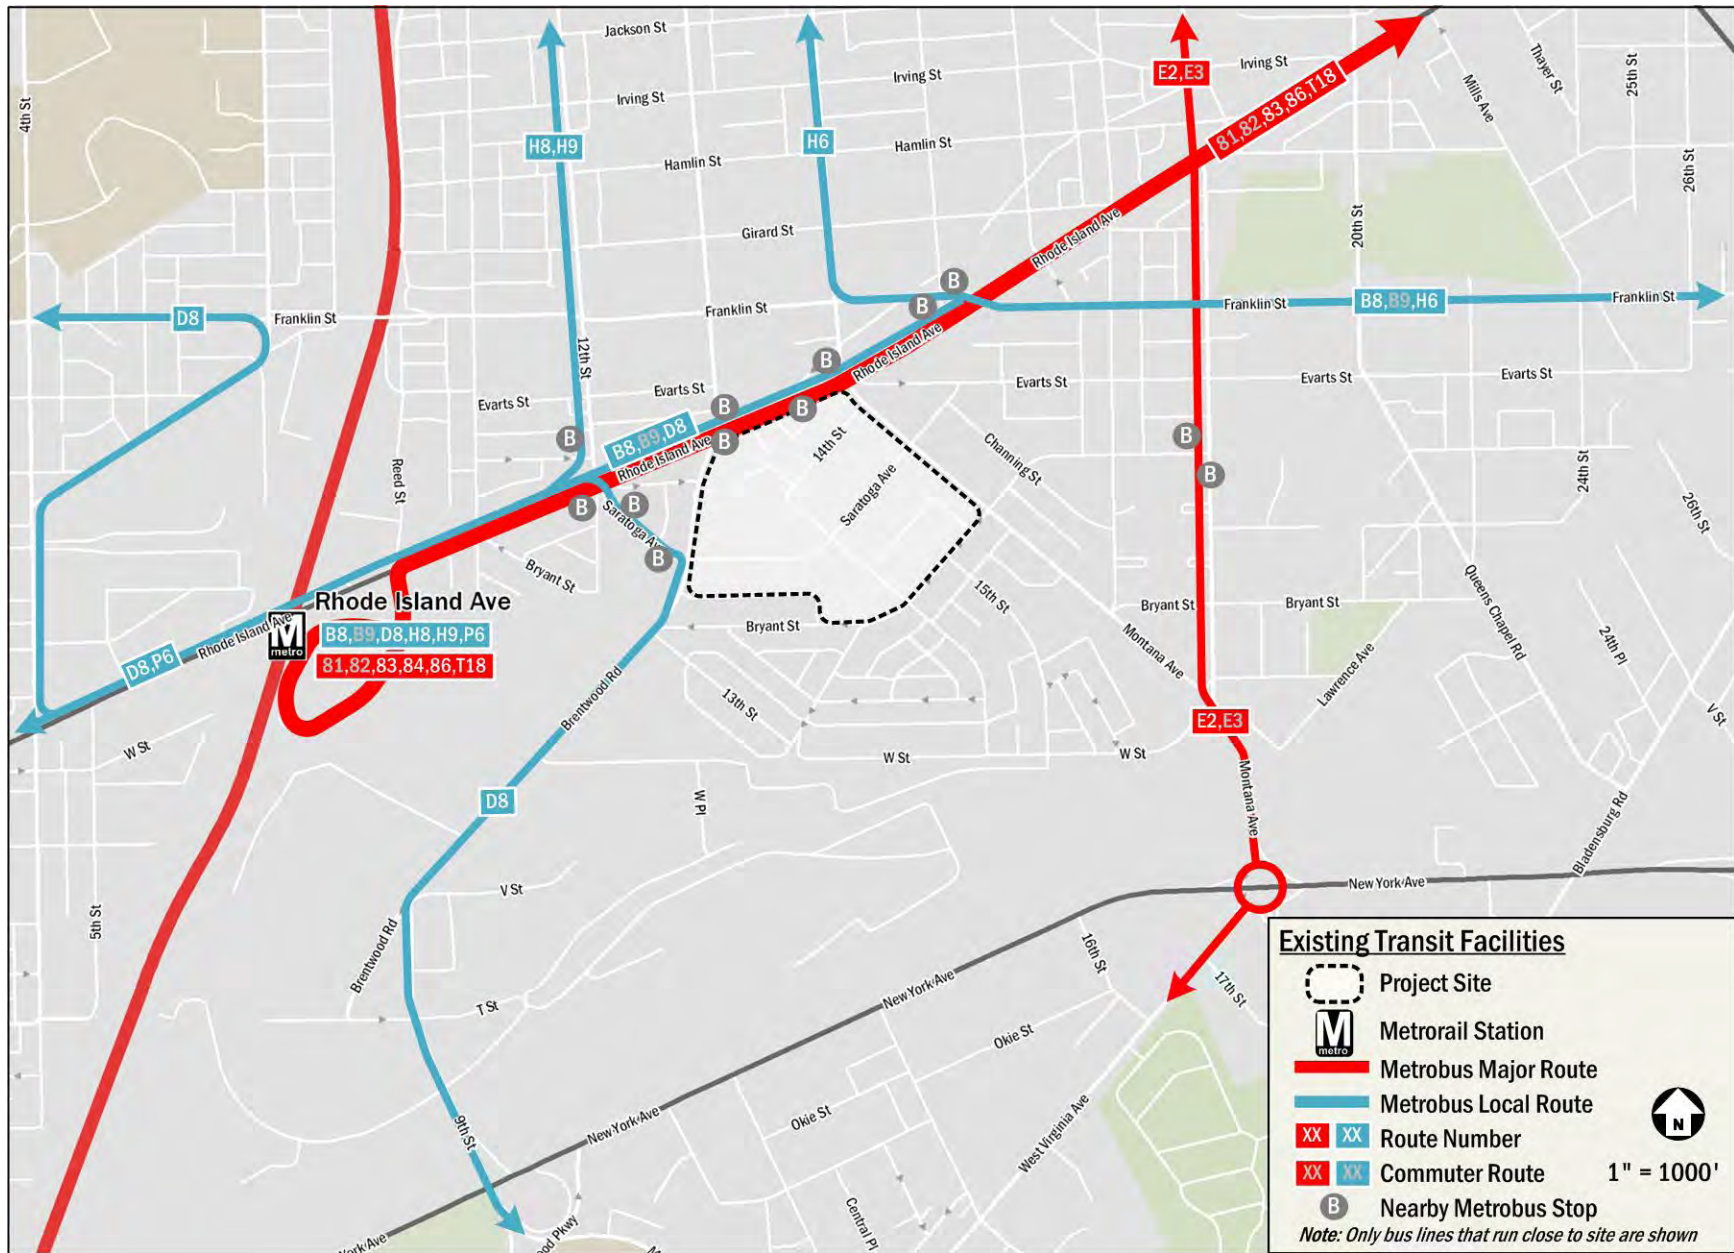 Jackson St
Irving St
Irving St
Irving St
Hamlin St
Hamlin St
Girard St
4th St
H8,H9
H6
E2,E3
81,82,83,86,T18
Mills Ave
Thayer St
25th St
26th St
20th St
Rhode Island Ave
D8
Franklin St
Franklin St
Franklin St
B8,B9,H6
Franklin St
12th St
B
B
B
Rhode Island Ave
Evarts St
Evarts St
Evarts St
Evarts St
Evarts St
B
B
B
B
B8,B9,D8
Rhode Island Ave
14th St
Saratoga Ave
Channing St
B
B
24th St
26th St
Reed St
B
B
Saratoga Av
B
Bryant St
15th St
Bryant St
Bryant St
Bryant St
Montana Ave
Queens Chapel Rd
24th Pl
Lawrence Ave
V St
Rhode Island Ave
M
metro
B8,B9,D8,H8,H9,P6
81,82,83,84,86,T18
Rhode Island Ave
D8,P6
W St
13th St
Brentwood Rd
E2,E3
W St
W St
Montana Ave
W Pl
D8
V St
Bladensburg Rd
New York Ave
5th St
Brentwood Rd
T St
16th St
17th St
New York Ave
Okie St
Okie St
New York Ave
9th St
West Virginia Ave
Central Pl
ood Pkwy
York Ave
Existing Transit Facilities
Project Site
M
metro
Metrorail Station
Metrobus Major Route
Metrobus Local Route
XX XX Route Number
XX XX Commuter Route
N
1" = 1000'
B Nearby Metrobus Stop
Note: Only bus lines that run close to site are shown